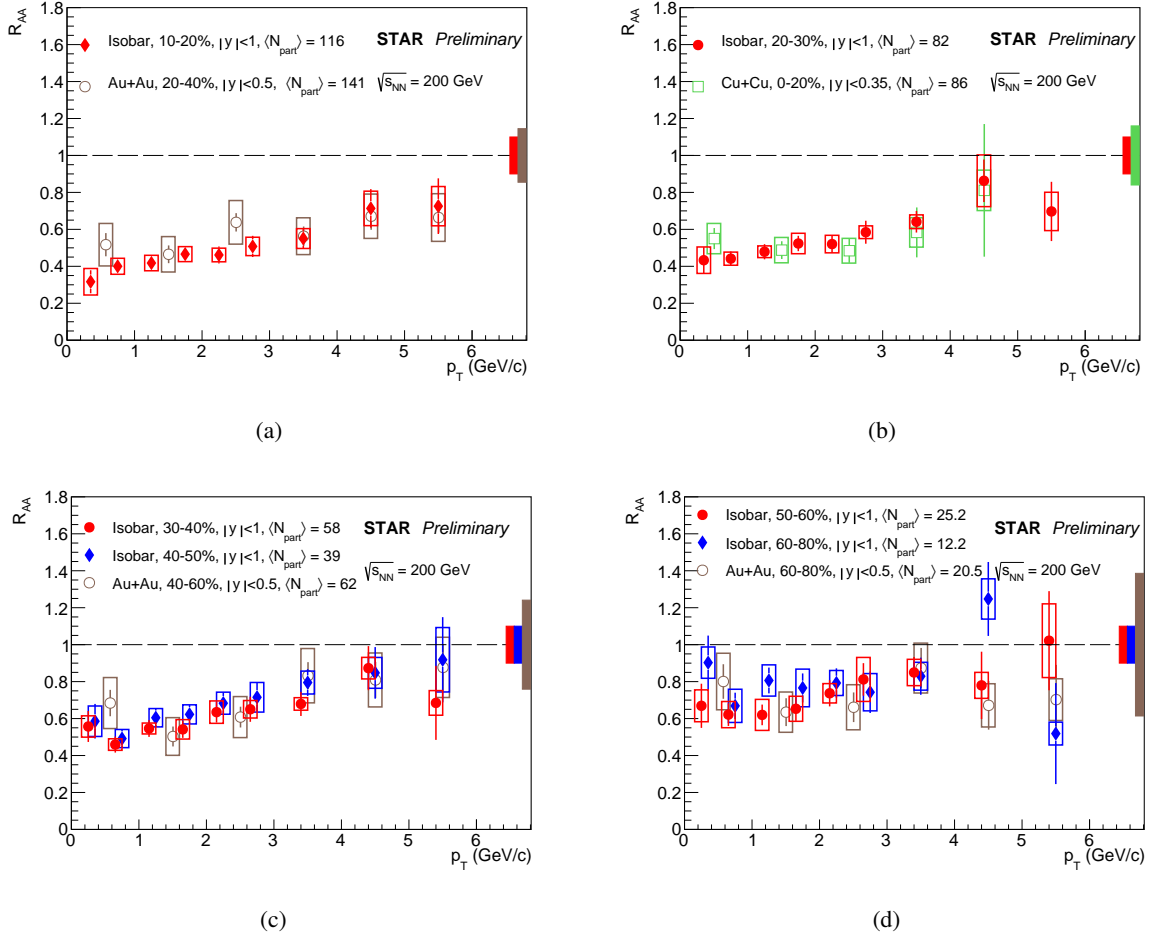 R_AA
Isobar, 10-20%, |y|<1, ⟨N_part⟩ = 116
STAR Preliminary
Au+Au, 20-40%, |y|<0.5, ⟨N_part⟩ = 141
√s_NN = 200 GeV
1.8
1.6
1.4
1.2
1
0.8
0.6
0.4
0.2
0
0 1 2 3 4 5 6
p_T (GeV/c)
(a)
R_AA
Isobar, 20-30%, |y|<1, ⟨N_part⟩ = 82
STAR Preliminary
Cu+Cu, 0-20%, |y|<0.35, ⟨N_part⟩ = 86
√s_NN = 200 GeV
1.8
1.6
1.4
1.2
1
0.8
0.6
0.4
0.2
0
0 1 2 3 4 5 6
p_T (GeV/c)
(b)
R_AA
Isobar, 30-40%, |y|<1, ⟨N_part⟩ = 58
STAR Preliminary
Isobar, 40-50%, |y|<1, ⟨N_part⟩ = 39
Au+Au, 40-60%, |y|<0.5, ⟨N_part⟩ = 62
√s_NN = 200 GeV
1.8
1.6
1.4
1.2
1
0.8
0.6
0.4
0.2
0
0 1 2 3 4 5 6
p_T (GeV/c)
(c)
R_AA
Isobar, 50-60%, |y|<1, ⟨N_part⟩ = 25.2
STAR Preliminary
Isobar, 60-80%, |y|<1, ⟨N_part⟩ = 12.2
Au+Au, 60-80%, |y|<0.5, ⟨N_part⟩ = 20.5
√s_NN = 200 GeV
1.8
1.6
1.4
1.2
1
0.8
0.6
0.4
0.2
0
0 1 2 3 4 5 6
p_T (GeV/c)
(d)